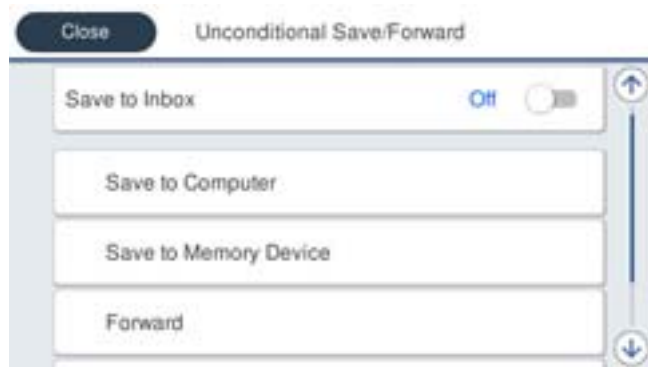 Close Unconditional Save/Forward
Save to Inbox Off
Save to Computer
Save to Memory Device
Forward